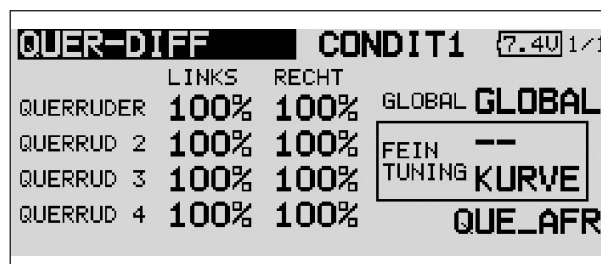 QUER-DIFF CONDIT1 7.4V 1/1
LINKS RECHT
QUERRUDER 100% 100% GLOBAL GLOBAL
QUERRUD 2 100% 100% FEIN --
QUERRUD 3 100% 100% TUNING KURVE
QUERRUD 4 100% 100% QUE_AFR